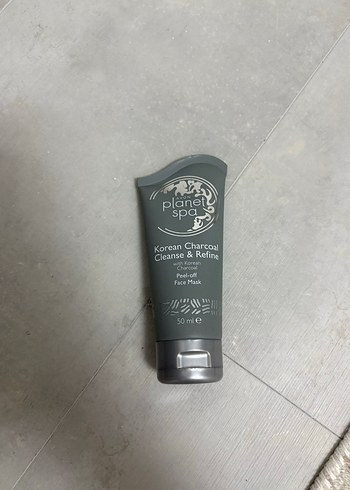 planet
spa
Korean Charcoal
Cleanse & Refine
with Korean
Charcoal
Peel-off
Face Mask
50 ml e